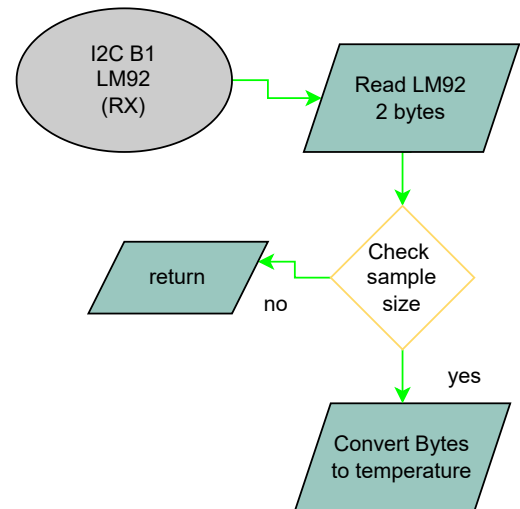 I2C B1
LM92
(RX)
Read LM92
2 bytes
Check
sample
size
return
no
yes
Convert Bytes
to temperature